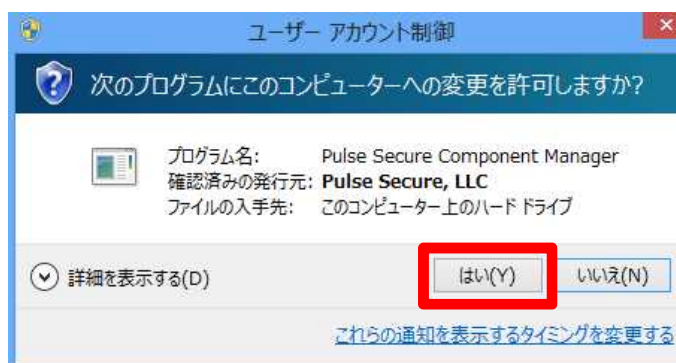 ユーザー アカウント制御
次のプログラムにこのコンピューターへの変更を許可しますか?
プログラム名: Pulse Secure Component Manager
確認済みの発行元: Pulse Secure, LLC
ファイルの入手先: このコンピューター上のハード ドライブ
詳細を表示する(D)
はい(Y) いいえ(N)
これらの通知を表示するタイミングを変更する